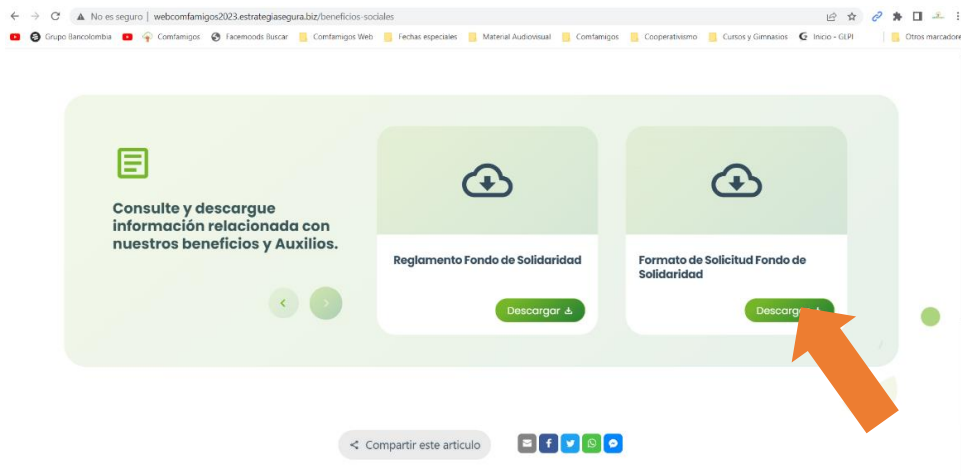 No es seguro | webcomfamigos2023.estrategiasegura.biz/beneficios-sociales
Grupo Bancolombia Comfamigos Facemoods Buscar Comfamigos Web Fechas especiales Material Audiovisual Comfamigos Cooperativismo Cursos y Gimnasios Inicio - GLPI Otros marcadore
Consulte y descargue
información relacionada con
nuestros beneficios y Auxilios.
Reglamento Fondo de Solidaridad
Descargar
Formato de Solicitud Fondo de
Solidaridad
Descarga
Compartir este articulo